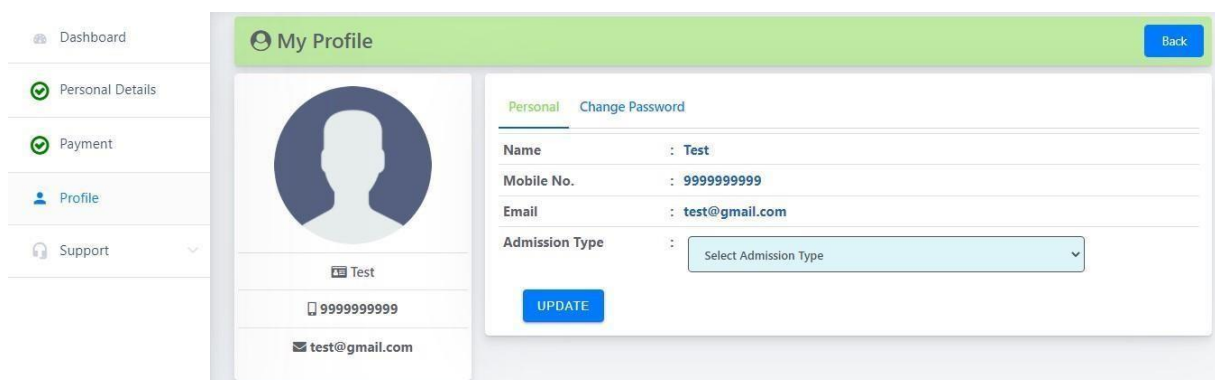 Dashboard
Personal Details
Payment
Profile
Support
My Profile
Back
Test
9999999999
test@gmail.com
Personal Change Password
Name : Test
Mobile No. : 9999999999
Email : test@gmail.com
Admission Type : Select Admission Type
UPDATE